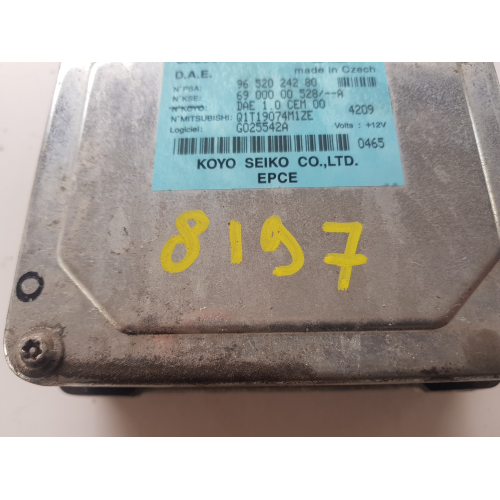 D.A.E. made in Czech
N°PSA: 96 520 242 80
N°KSE: 69 000 00 528/--A
N°KOYO: DAE 1.0 CEM 00 4209
N°MITSUBISHI: Q1T19074M1ZE
Logiciel: G025542A Volts : +12V
0465
KOYO SEIKO CO.,LTD.
EPCE
8197